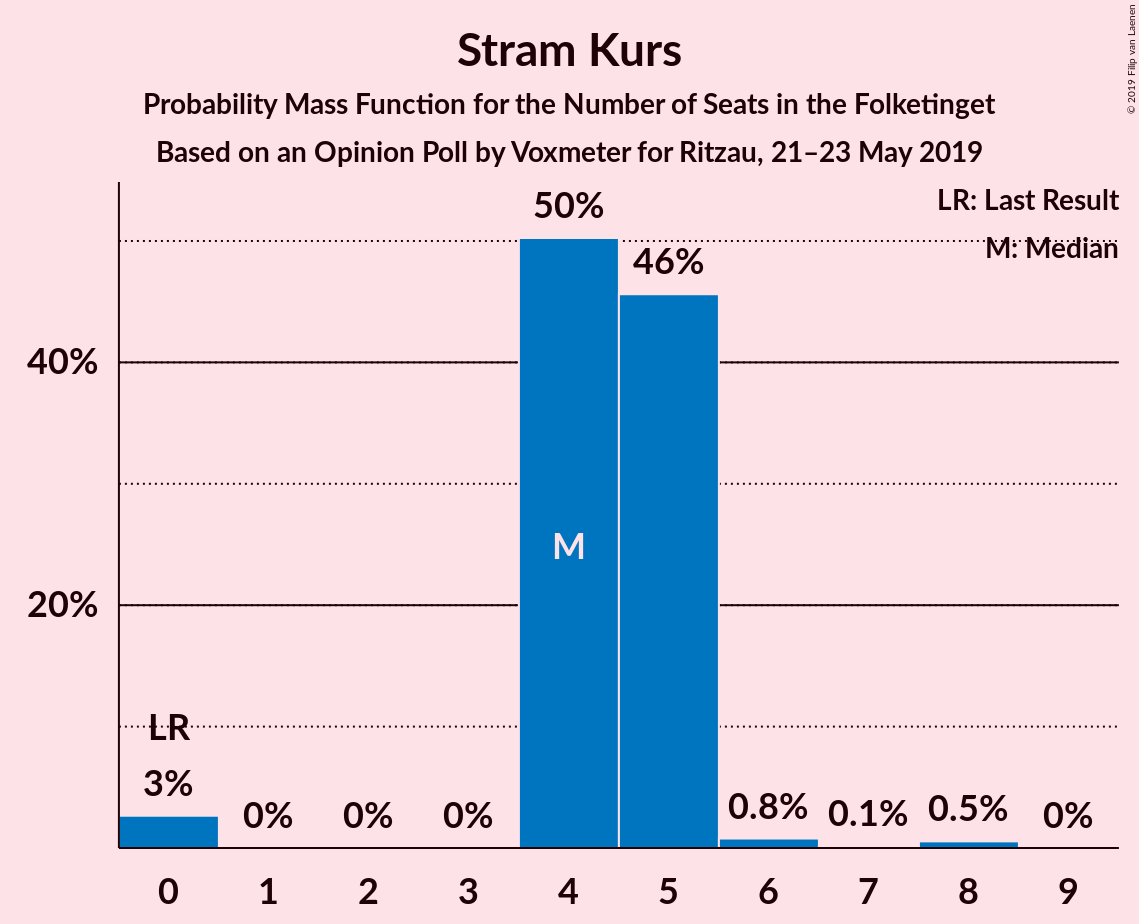 Stram Kurs
Probability Mass Function for the Number of Seats in the Folketinget
Based on an Opinion Poll by Voxmeter for Ritzau, 21–23 May 2019
© 2019 Filip van Laenen
LR: Last Result
M: Median
50%
46%
40%
M
20%
LR
3%
0%
0%
0%
0.8%
0.1%
0.5%
0%
0 1 2 3 4 5 6 7 8 9